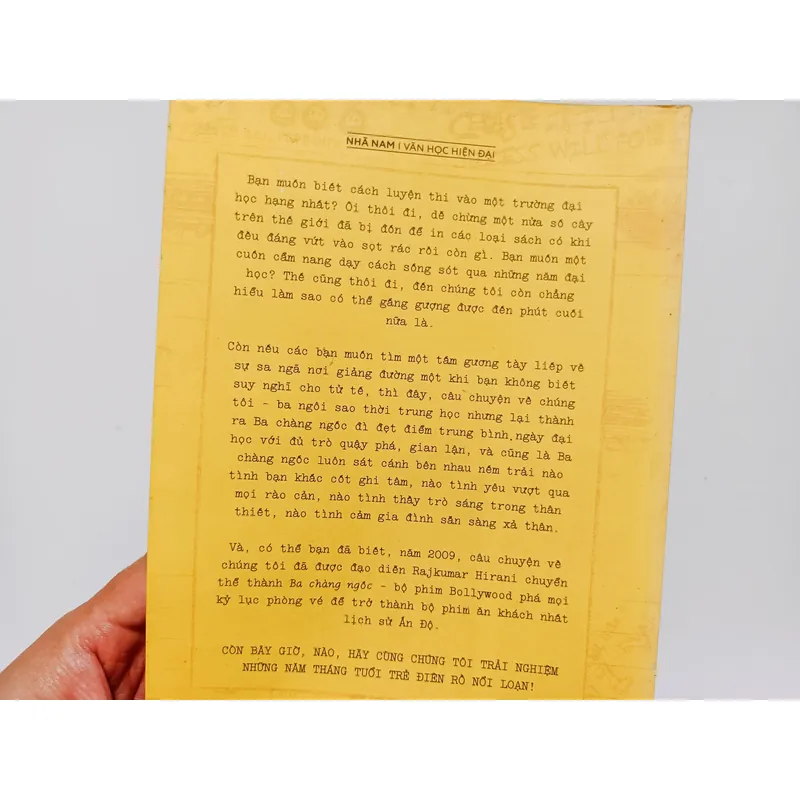 NHÃ NAM | VĂN HỌC HIỆN ĐẠI
Bạn muốn biết cách luyện thi vào một trường đại
học hạng nhất? Ôi thôi đi, dễ chừng một nửa số cây
trên thế giới đã bị đốn để in các loại sách có khi
đều đáng vứt vào sọt rác rồi còn gì. Bạn muốn một
cuốn cẩm nang dạy cách sống sót qua những năm đại
học? Thế cũng thôi đi, đến chúng tôi còn chẳng
hiểu làm sao có thể gắng gượng được đến phút cuối
nữa là.
Còn nếu các bạn muốn tìm một tấm gương tày liếp về
sự sa ngã nơi giảng đường một khi bạn không biết
suy nghĩ cho tử tế, thì đây, câu chuyện về chúng
tôi - ba ngôi sao thời trung học nhưng lại thành
ra Ba chàng ngốc đì đẹt điểm trung bình ngày đại
học với đủ trò quậy phá, gian lận, và cũng là Ba
chàng ngốc luôn sát cánh bên nhau nếm trải nào
tình bạn khắc cốt ghi tâm, nào tình yêu vượt qua
mọi rào cản, nào tình thầy trò sáng trong thân
thiết, nào tình cảm gia đình sẵn sàng xả thân.
Và, có thể bạn đã biết, năm 2009, câu chuyện về
chúng tôi đã được đạo diễn Rajkumar Hirani chuyển
thể thành Ba chàng ngốc - bộ phim Bollywood phá mọi
kỷ lục phòng vé để trở thành bộ phim ăn khách nhất
lịch sử Ấn Độ.
CÒN BÂY GIỜ, NÀO, HÃY CÙNG CHÚNG TÔI TRẢI NGHIỆM
NHỮNG NĂM THÁNG TUỔI TRẺ ĐIÊN RỒ NỔI LOẠN!